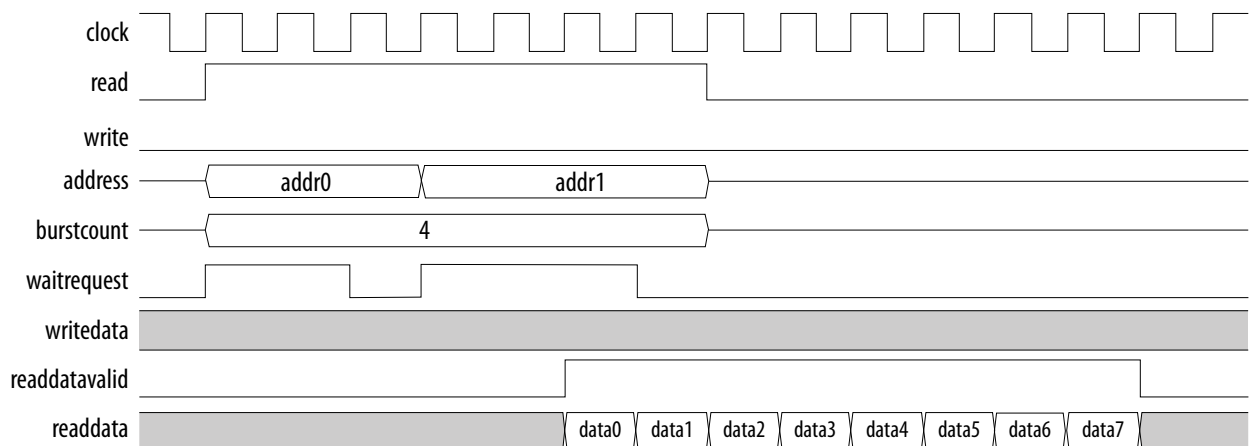 clock
read
write
address addr0 addr1
burstcount 4
waitrequest
writedata
readdatavalid
readdata data0 data1 data2 data3 data4 data5 data6 data7